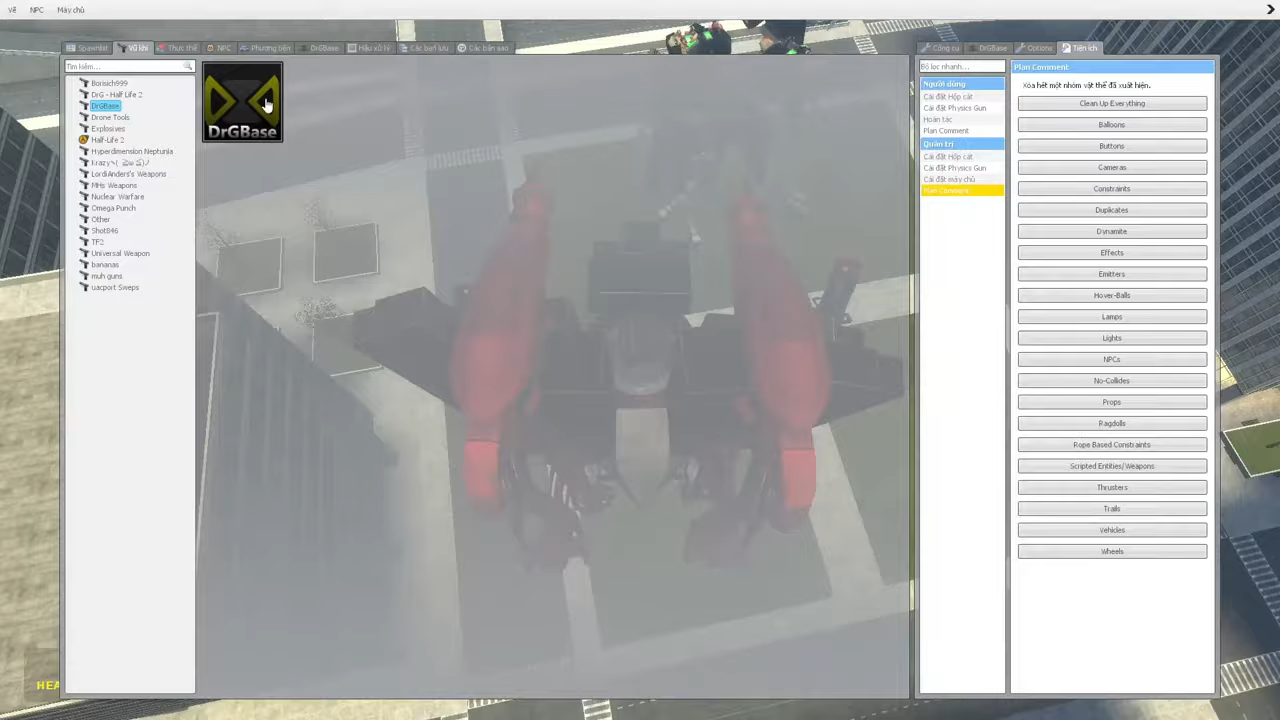 Vẽ NPC Máy chủ
Spawnlist Vũ khí Thực thể NPC Phương tiện DrGBase Hậu xử lý Các bản lưu Các bản sao
Tìm kiếm...
Borisich999
DrG - Half Life 2
DrGBase
Drone Tools
Explosives
Half-Life 2
Hyperdimension Neptunia
LordiAnders's Weapons
MHs Weapons
Nuclear Warfare
Omega Punch
Other
Shot846
TF2
Universal Weapon
bananas
muh guns
uacport Sweps
DrGBase
HEA
Công cụ DrGBase Options Tiện ích
Bộ lọc nhanh...
Người dùng
Cài đặt Hộp cát
Cài đặt Physics Gun
Hoàn tác
Plan Comment
Quản trị
Cài đặt Hộp cát
Cài đặt Physics Gun
Cài đặt máy chủ
Plan Comment
Plan Comment
Xóa hết một nhóm vật thể đã xuất hiện.
Clean Up Everything
Balloons
Buttons
Cameras
Constraints
Duplicates
Dynamite
Effects
Emitters
Hover-Balls
Lamps
Lights
NPCs
No-Collides
Props
Ragdolls
Rope Based Constraints
Scripted Entities/Weapons
Thrusters
Trails
Vehicles
Wheels